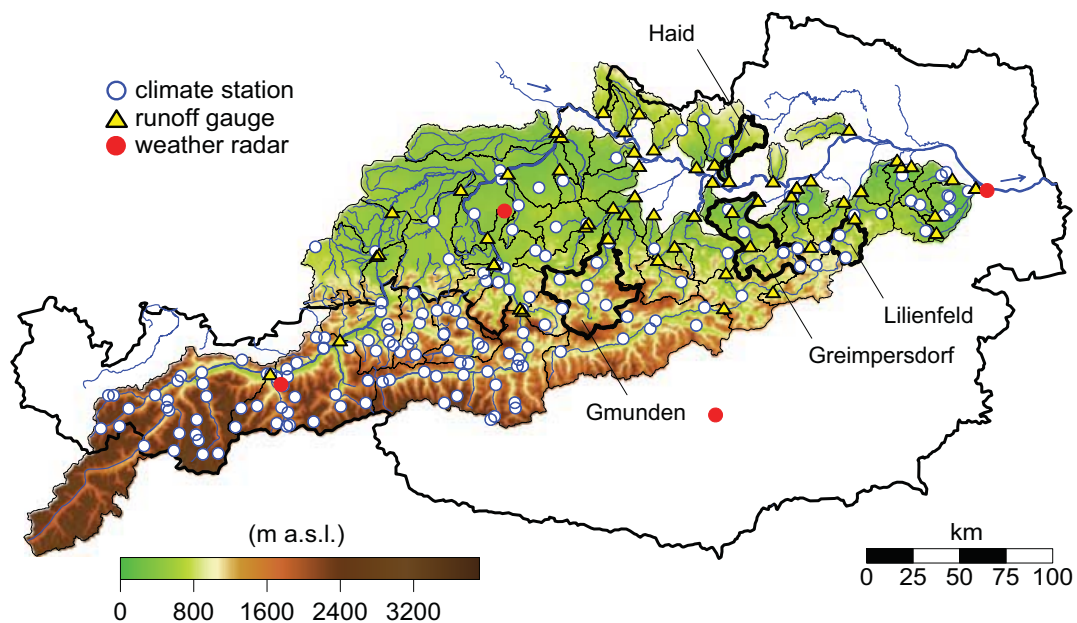 Haid
climate station
runoff gauge
weather radar
Lilienfeld
Greimpersdorf
Gmunden
(m a.s.l.)
0 800 1600 2400 3200
km
0 25 50 75 100